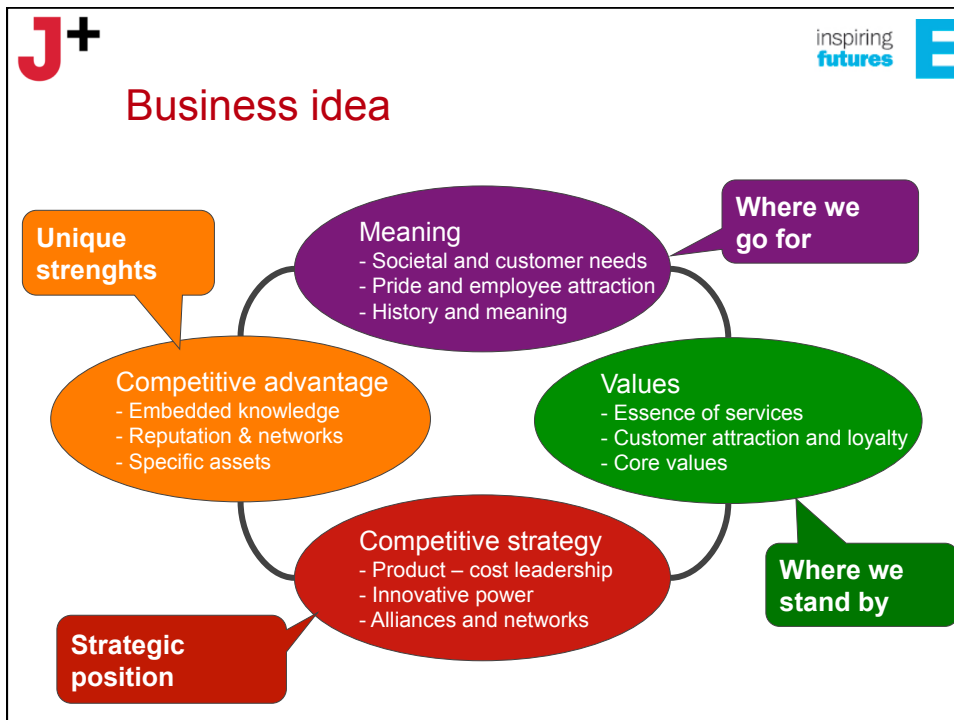 J+
inspiring
futures
E
Business idea
Unique
strenghts
Meaning
- Societal and customer needs
- Pride and employee attraction
- History and meaning
Where we
go for
Competitive advantage
- Embedded knowledge
- Reputation & networks
- Specific assets
Values
- Essence of services
- Customer attraction and loyalty
- Core values
Competitive strategy
- Product – cost leadership
- Innovative power
- Alliances and networks
Where we
stand by
Strategic
position